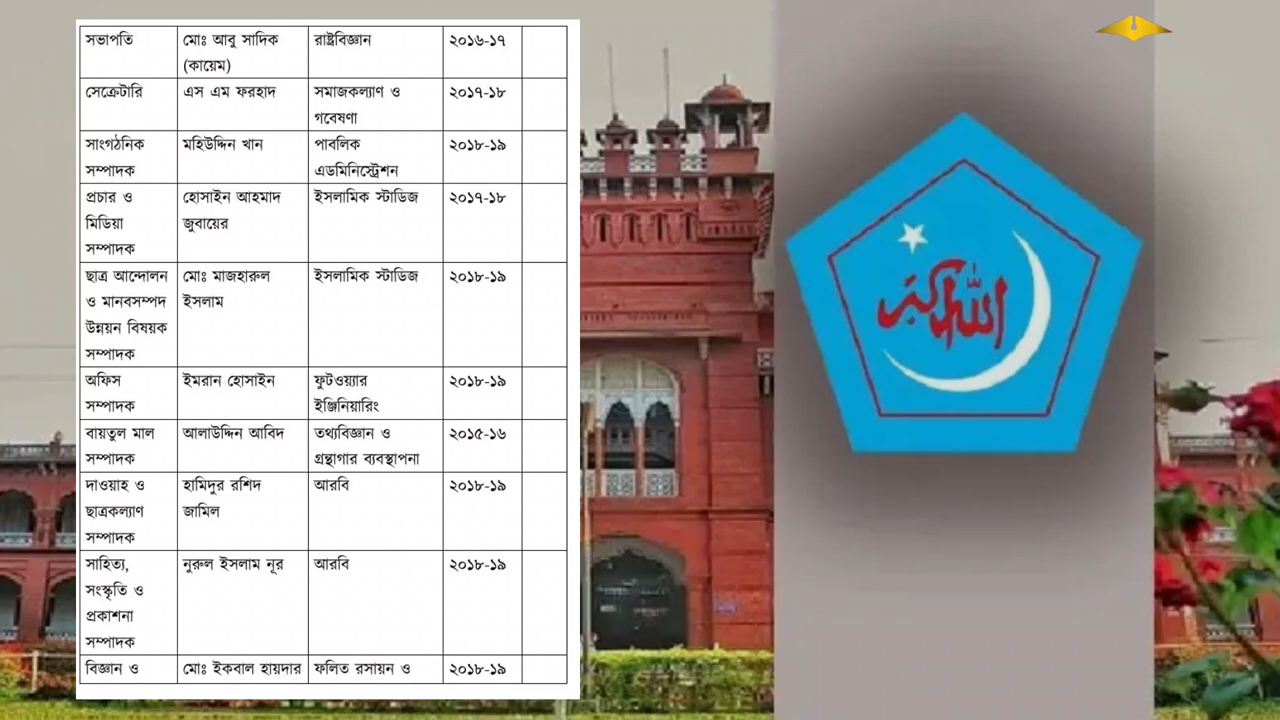 সভাপতি মোঃ আবু সাদিক রাষ্ট্রবিজ্ঞান ২০১৬-১৭
(কায়েম)
সেক্রেটারি এস এম ফরহাদ সমাজকল্যাণ ও ২০১৭-১৮
গবেষণা
সাংগঠনিক মহিউদ্দিন খান পাবলিক ২০১৮-১৯
সম্পাদক এডমিনিস্ট্রেশন
প্রচার ও হোসাইন আহমাদ ইসলামিক স্টাডিজ ২০১৭-১৮
মিডিয়া জুবায়ের
সম্পাদক
ছাত্র আন্দোলন মোঃ মাজহারুল ইসলামিক স্টাডিজ ২০১৮-১৯
ও মানবসম্পদ ইসলাম
উন্নয়ন বিষয়ক
সম্পাদক
অফিস ইমরান হোসাইন ফুটওয়্যার ২০১৮-১৯
সম্পাদক ইঞ্জিনিয়ারিং
বায়তুল মাল আলাউদ্দিন আবিদ তথ্যবিজ্ঞান ও ২০১৫-১৬
সম্পাদক গ্রন্থাগার ব্যবস্থাপনা
দাওয়াহ ও হামিদুর রশিদ আরবি ২০১৮-১৯
ছাত্রকল্যাণ জামিল
সম্পাদক
সাহিত্য, নুরুল ইসলাম নূর আরবি ২০১৮-১৯
সংস্কৃতি ও
প্রকাশনা
সম্পাদক
বিজ্ঞান ও মোঃ ইকবাল হায়দার ফলিত রসায়ন ও ২০১৮-১৯
الله اكبر